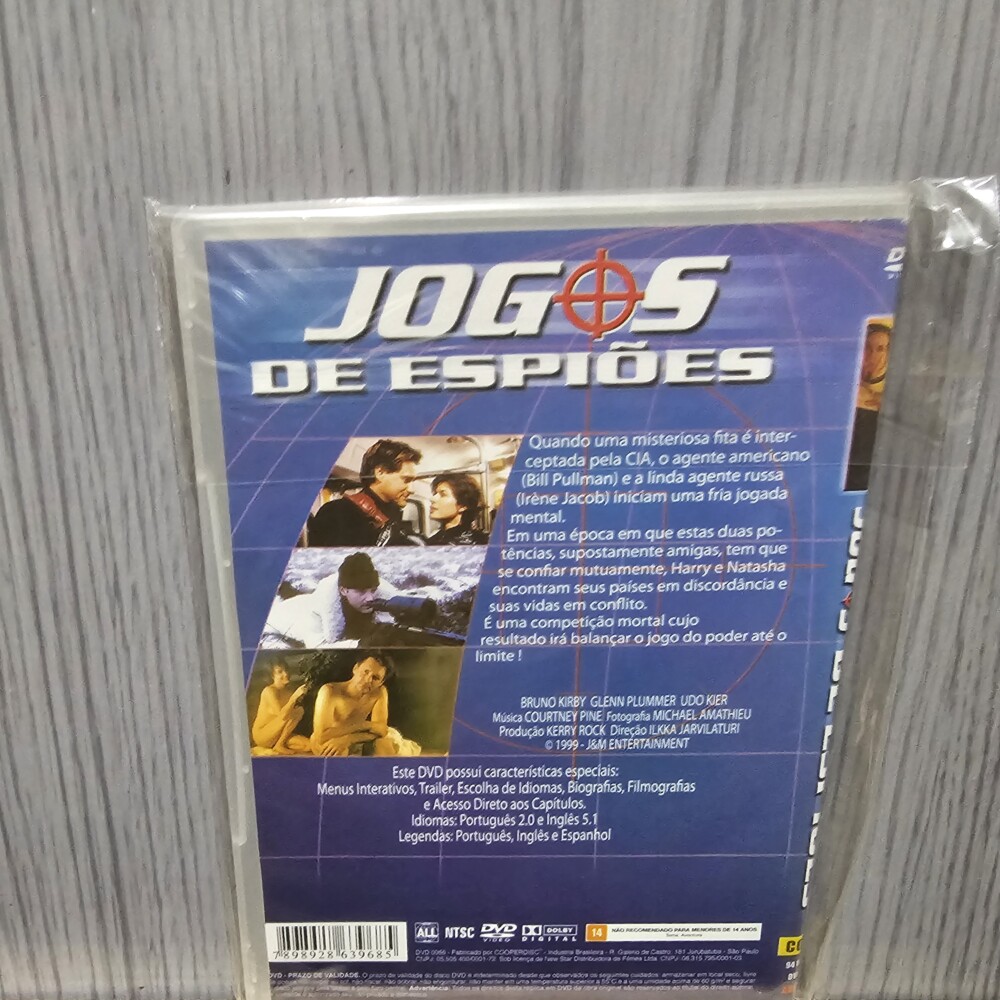 JOGOS
DE ESPIÕES
Quando uma misteriosa fita é inter-
ceptada pela CIA, o agente americano
(Bill Pullman) e a linda agente russa
(Irène Jacob) iniciam uma fria jogada
mental.
Em uma época em que estas duas po-
tências, supostamente amigas, tem que
se confiar mutuamente, Harry e Natasha
encontram seus países em discordância e
suas vidas em conflito.
É uma competição mortal cujo
resultado irá balançar o jogo do poder até o
limite !
BRUNO KIRBY GLENN PLUMMER UDO KIER
Música COURTNEY PINE Fotografia MICHAEL AMATHIEU
Produção KERRY ROCK Direção ILKKA JARVILATURI
© 1999 - J&M ENTERTAINMENT
Este DVD possui características especiais:
Menus Interativos, Trailer, Escolha de Idiomas, Biografias, Filmografias
e Acesso Direto aos Capítulos.
Idiomas: Português 2.0 e Inglês 5.1
Legendas: Português, Inglês e Espanhol
7898928639685
ALL NTSC DVD VIDEO DOLBY DIGITAL 14 NÃO RECOMENDADO PARA MENORES DE 14 ANOS